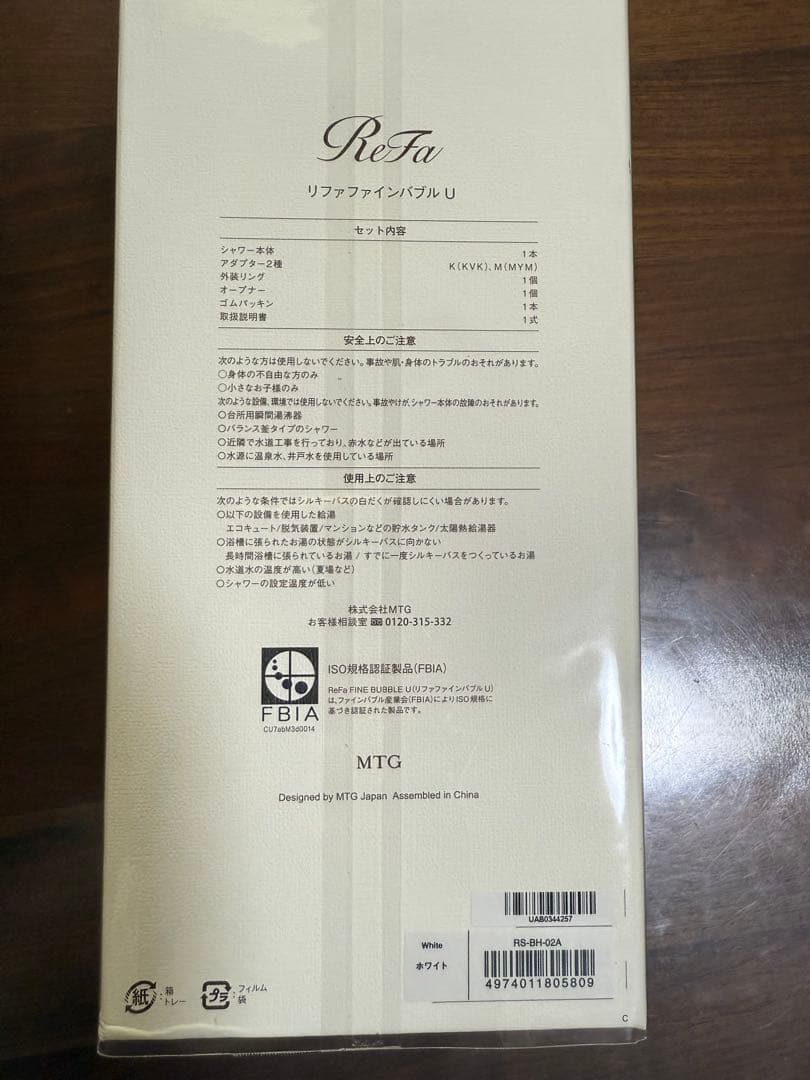 ReFa
リファファインバブル U
セット内容
シャワー本体 1本
アダプター2種 K(KVK)、M(MYM)
外装リング 1個
オープナー 1個
ゴムパッキン 1本
取扱説明書 1式
安全上のご注意
次のような方は使用しないでください。事故や肌・身体のトラブルのおそれがあります。
○身体の不自由な方のみ
○小さなお子様のみ
次のような設備、環境では使用しないでください。事故やけが、シャワー本体の故障のおそれがあります。
○台所用瞬間湯沸器
○バランス釜タイプのシャワー
○近隣で水道工事を行っており、赤水などが出ている場所
○水源に温泉水、井戸水を使用している場所
使用上のご注意
次のような条件ではシルキーバスの白だくが確認しにくい場合があります。
○以下の設備を使用した給湯
エコキュート/脱気装置/マンションなどの貯水タンク/太陽熱給湯器
○浴槽に張られたお湯の状態がシルキーバスに向かない
長時間浴槽に張られているお湯 / すでに一度シルキーバスをつくっているお湯
○水道水の温度が高い(夏場など)
○シャワーの設定温度が低い
株式会社MTG
お客様相談室 0120-315-332
ISO規格認証製品(FBIA)
ReFa FINE BUBBLE U(リファファインバブル U)
は、ファインバブル産業会(FBIA)によりISO規格に
基づき認証された製品です。
FBIA
CU7abM3d0014
MTG
Designed by MTG Japan Assembled in China
UAB0344257
White
ホワイト
RS-BH-02A
4974011805809
紙 : 箱
トレー
プラ : フィルム
袋
C